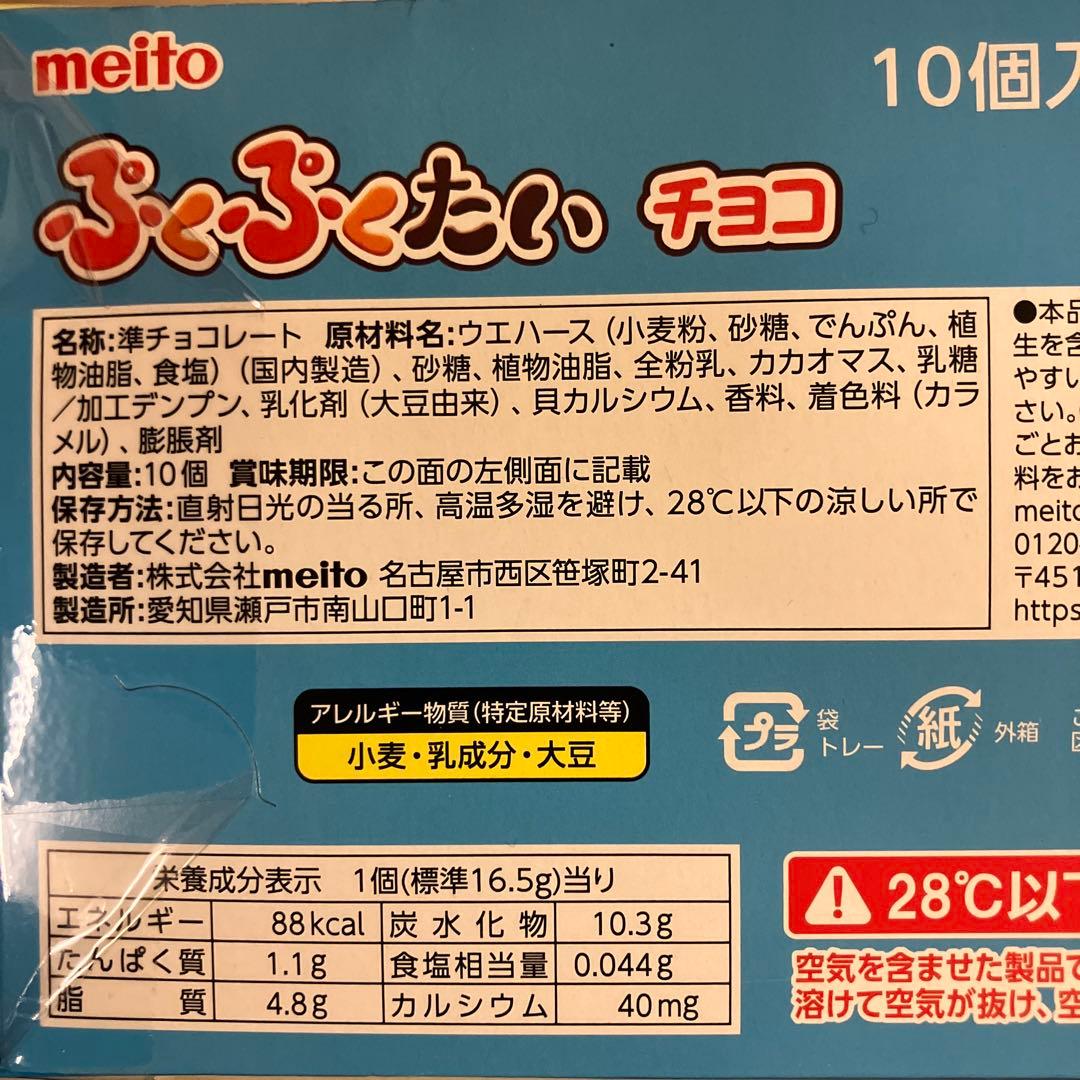 meito
10個入
ぷくぷくたい チョコ
名称:準チョコレート 原材料名:ウエハース(小麦粉、砂糖、でんぷん、植
物油脂、食塩)(国内製造)、砂糖、植物油脂、全粉乳、カカオマス、乳糖
/加工デンプン、乳化剤(大豆由来)、貝カルシウム、香料、着色料(カラ
メル)、膨脹剤
内容量:10個 賞味期限:この面の左側面に記載
保存方法:直射日光の当る所、高温多湿を避け、28℃以下の涼しい所で
保存してください。
製造者:株式会社meito 名古屋市西区笹塚町2-41
製造所:愛知県瀬戸市南山口町1-1
●本品
生を含
やすい
さい。
ごとお
料をお
meito
0120-
〒451
https
アレルギー物質(特定原材料等)
小麦・乳成分・大豆
プラ 袋
トレー
紙 外箱
栄養成分表示 1個(標準16.5g)当り
エネルギー 88kcal 炭水化物 10.3g
たんぱく質 1.1g 食塩相当量 0.044g
脂質 4.8g カルシウム 40mg
28℃以下
空気を含ませた製品で
溶けて空気が抜け、空